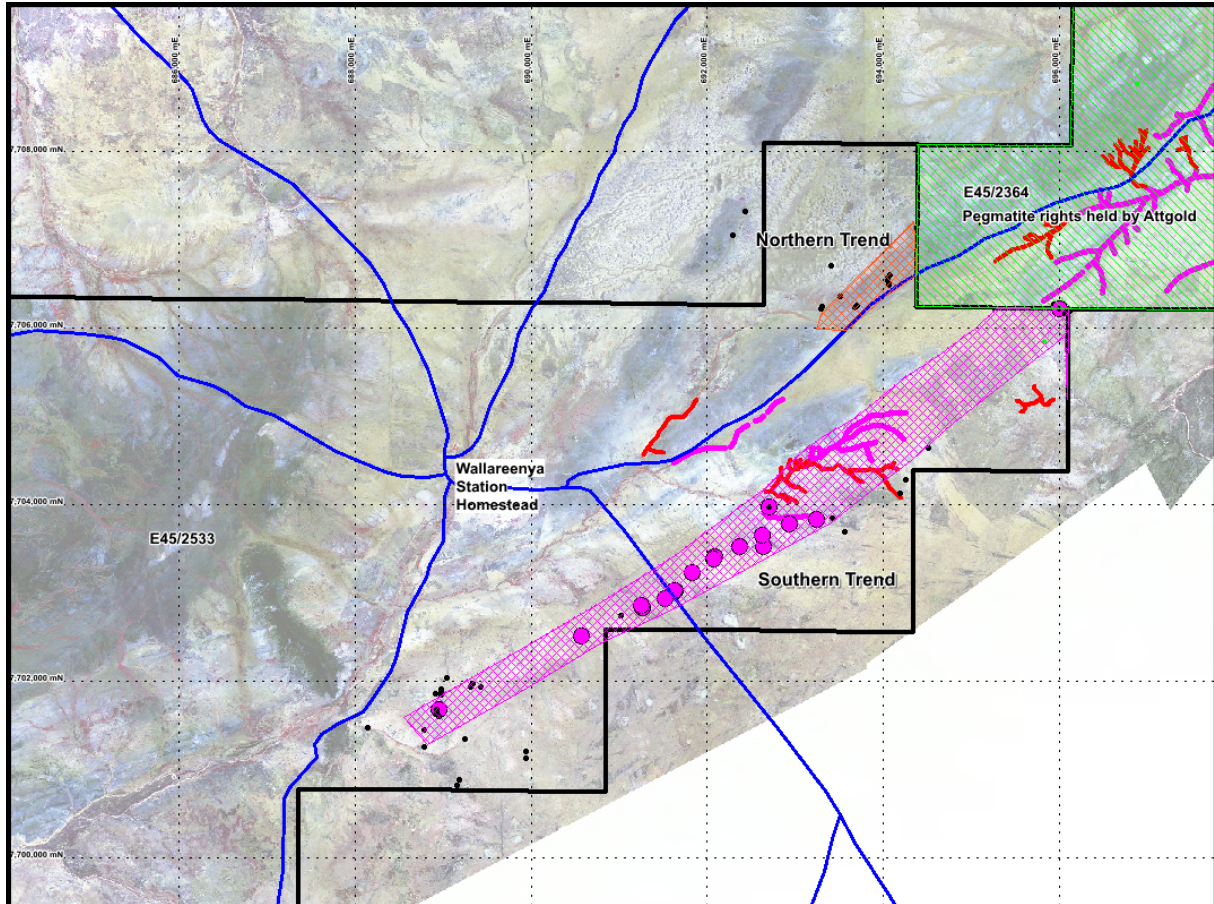 686,000 mE
688,000 mE
690,000 mE
692,000 mE
694,000 mE
696,000 mE
7,708,000 mN
E45/2364
Pegmatite rights held by Attgold
Northern Trend
7,706,000 mN
Wallareenya
Station
Homestead
7,704,000 mN
E45/2533
Southern Trend
7,702,000 mN
7,700,000 mN